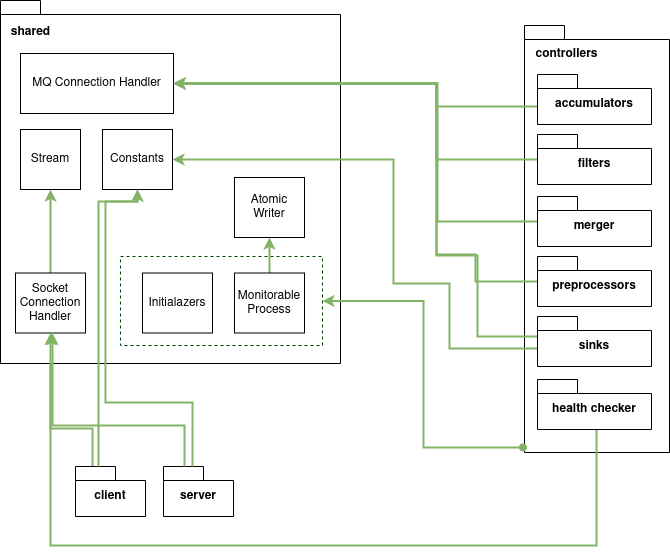 shared
MQ Connection Handler
Stream
Constants
Atomic
Writer
Socket
Connection
Handler
Initialazers
Monitorable
Process
controllers
accumulators
filters
merger
preprocessors
sinks
health checker
client
server